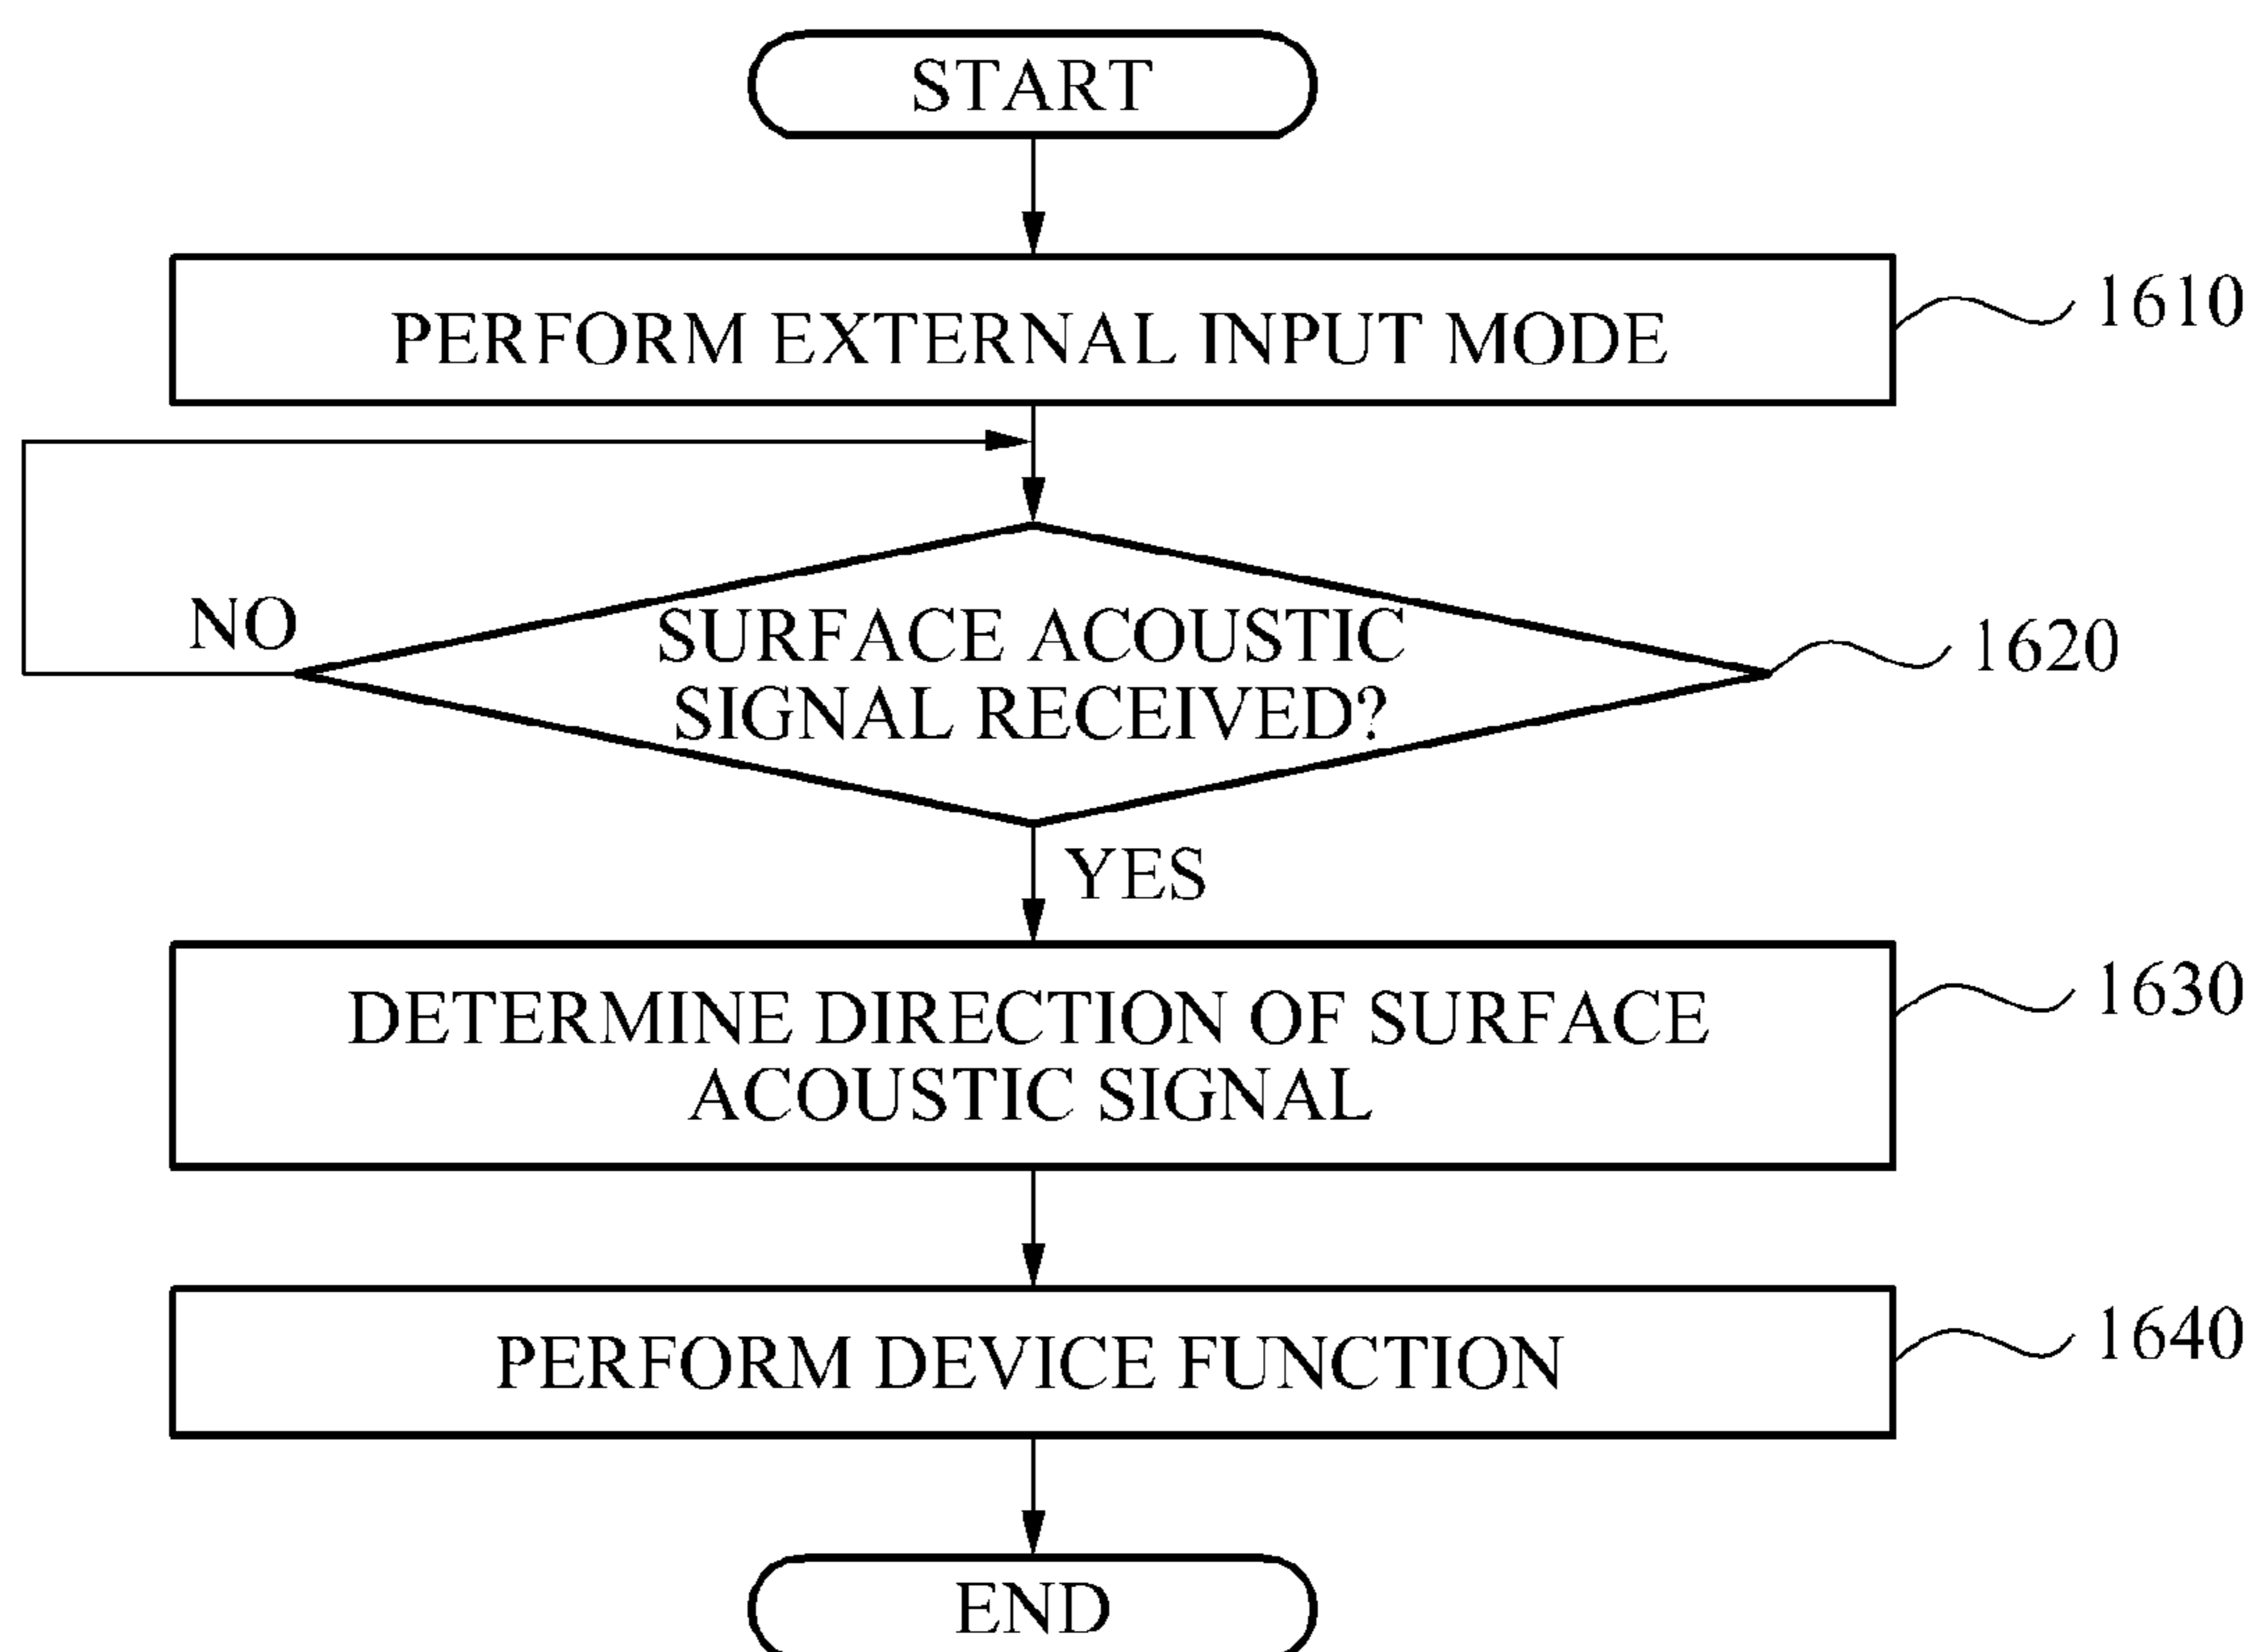 START
PERFORM EXTERNAL INPUT MODE
1610
NO
SURFACE ACOUSTIC
SIGNAL RECEIVED?
1620
YES
DETERMINE DIRECTION OF SURFACE
ACOUSTIC SIGNAL
1630
PERFORM DEVICE FUNCTION
1640
END